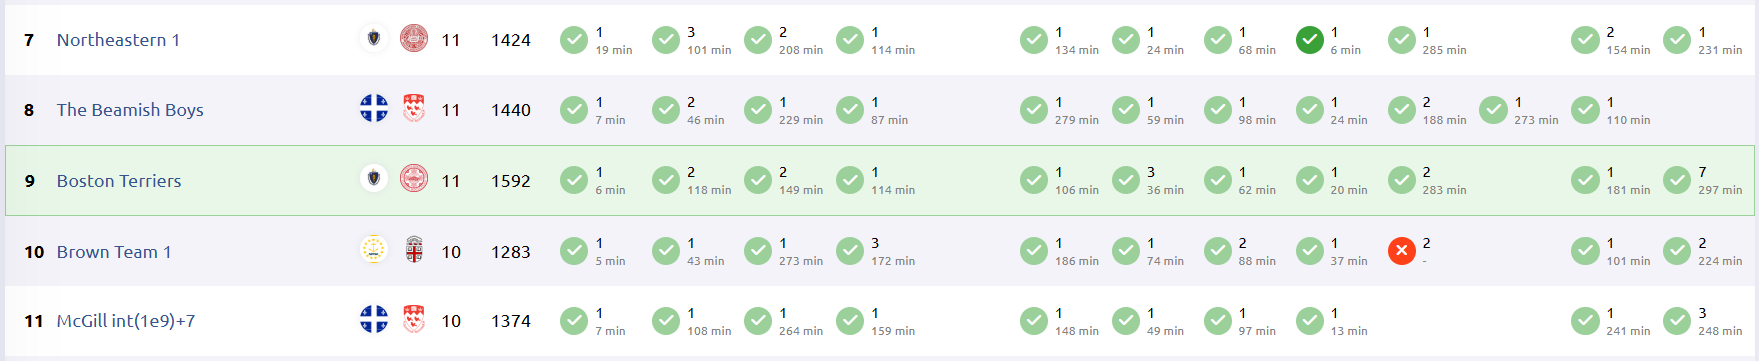 7 Northeastern 1 11 1424 1 3 2 1 1 1 1 1 1 2 1
19 min 101 min 208 min 114 min 134 min 24 min 68 min 6 min 285 min 154 min 231 min
8 The Beamish Boys 11 1440 1 2 1 1 1 1 1 1 2 1 1
7 min 46 min 229 min 87 min 279 min 59 min 98 min 24 min 188 min 273 min 110 min
9 Boston Terriers 11 1592 1 2 2 1 1 3 1 1 2 1 7
6 min 118 min 149 min 114 min 106 min 36 min 62 min 20 min 283 min 181 min 297 min
10 Brown Team 1 10 1283 1 1 1 3 1 1 2 1 2 1 2
5 min 43 min 273 min 172 min 186 min 74 min 88 min 37 min - 101 min 224 min
11 McGill int(1e9)+7 10 1374 1 1 1 1 1 1 1 1 1 3
7 min 108 min 264 min 159 min 148 min 49 min 97 min 13 min 241 min 248 min